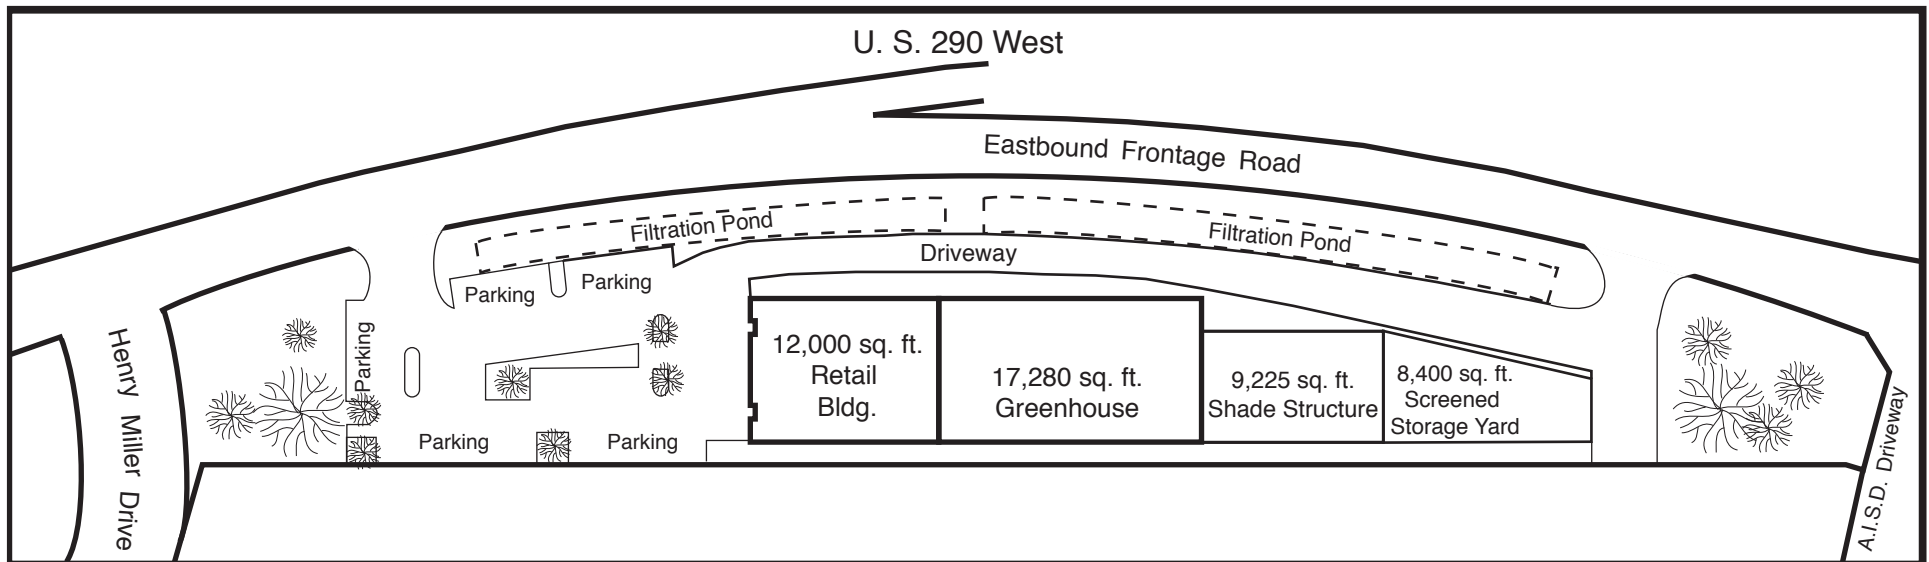 U. S. 290 West
Eastbound Frontage Road
Filtration Pond
Filtration Pond
Driveway
Parking
Parking
Parking
Henry Miller Drive
12,000 sq. ft.
Retail
Bldg.
17,280 sq. ft.
Greenhouse
9,225 sq. ft.
Shade Structure
8,400 sq. ft.
Screened
Storage Yard
Parking
Parking
A.I.S.D. Driveway